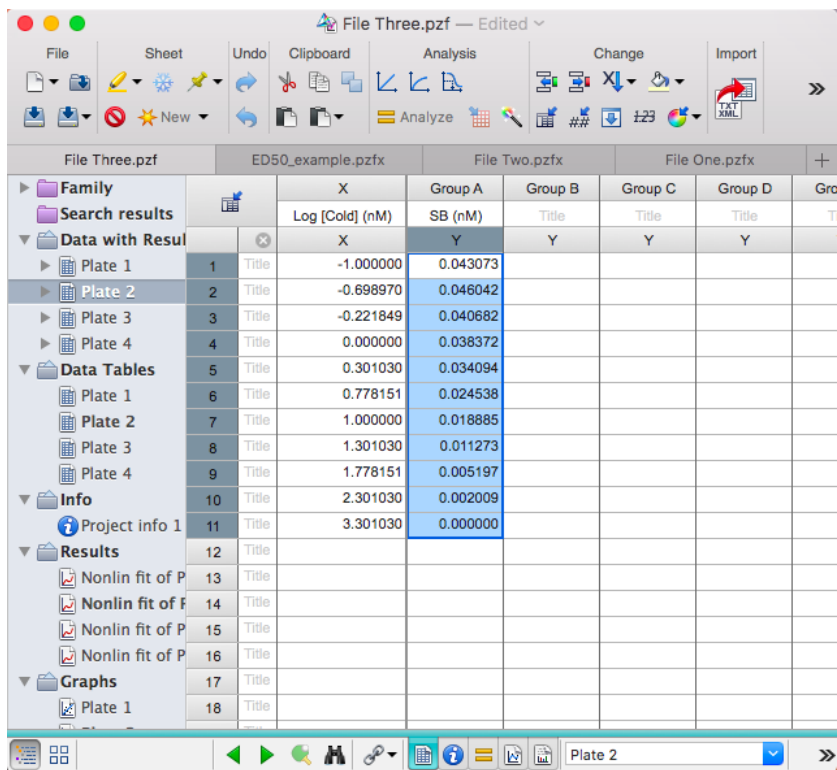 File Three.pzf — Edited
File Sheet Undo Clipboard Analysis Change Import
New Analyze ## 123 TXT XML »
File Three.pzf ED50_example.pzfx File Two.pzfx File One.pzfx +
Family
Search results
Data with Resul
Plate 1
Plate 2
Plate 3
Plate 4
Data Tables
Plate 1
Plate 2
Plate 3
Plate 4
Info
Project info 1
Results
Nonlin fit of P
Nonlin fit of F
Nonlin fit of P
Nonlin fit of P
Graphs
Plate 1
X Group A Group B Group C Group D Gro
Log [Cold] (nM) SB (nM) Title Title Title
X Y Y Y Y
1 Title -1.000000 0.043073
2 Title -0.698970 0.046042
3 Title -0.221849 0.040682
4 Title 0.000000 0.038372
5 Title 0.301030 0.034094
6 Title 0.778151 0.024538
7 Title 1.000000 0.018885
8 Title 1.301030 0.011273
9 Title 1.778151 0.005197
10 Title 2.301030 0.002009
11 Title 3.301030 0.000000
12 Title
13 Title
14 Title
15 Title
16 Title
17 Title
18 Title
Plate 2 »